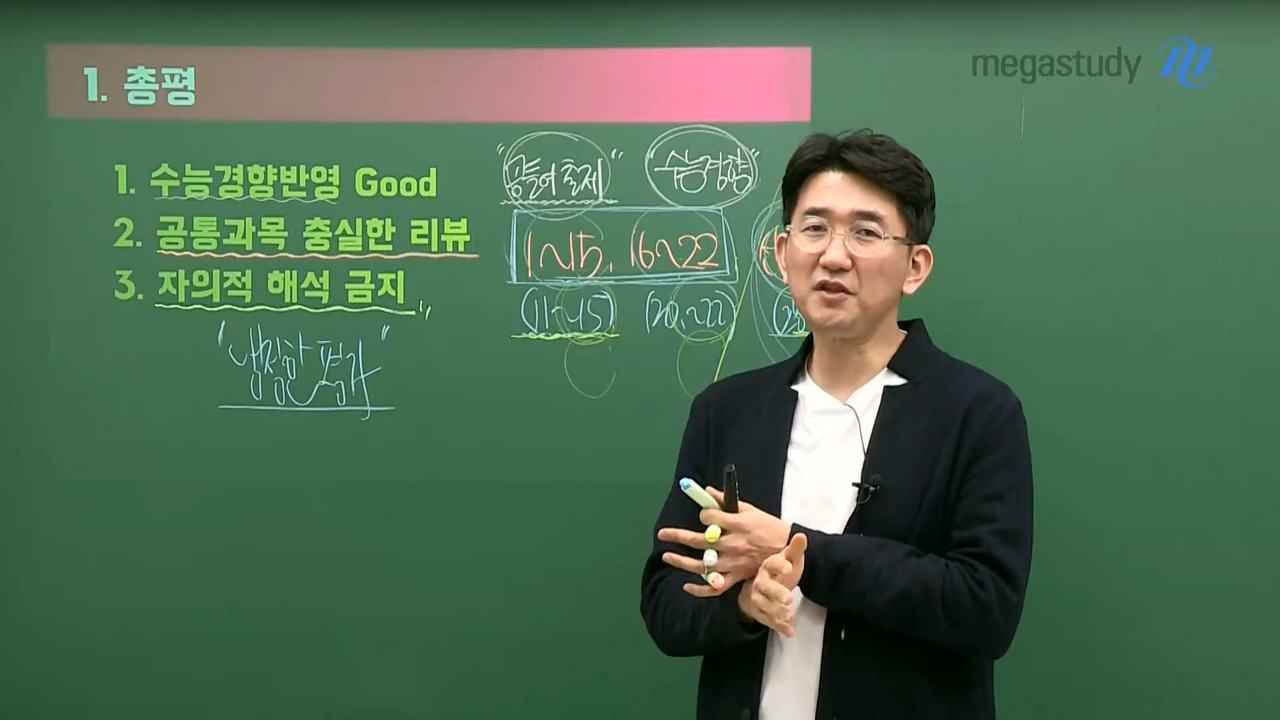 megastudy
1. 총평
1. 수능경향반영 Good
2. 공통과목 충실한 리뷰
3. 자의적 해석 금지
"냉정한 평가"
"공들여 출제" "수능경향"
1~15, 16~22
(11~15) (20, ~22)